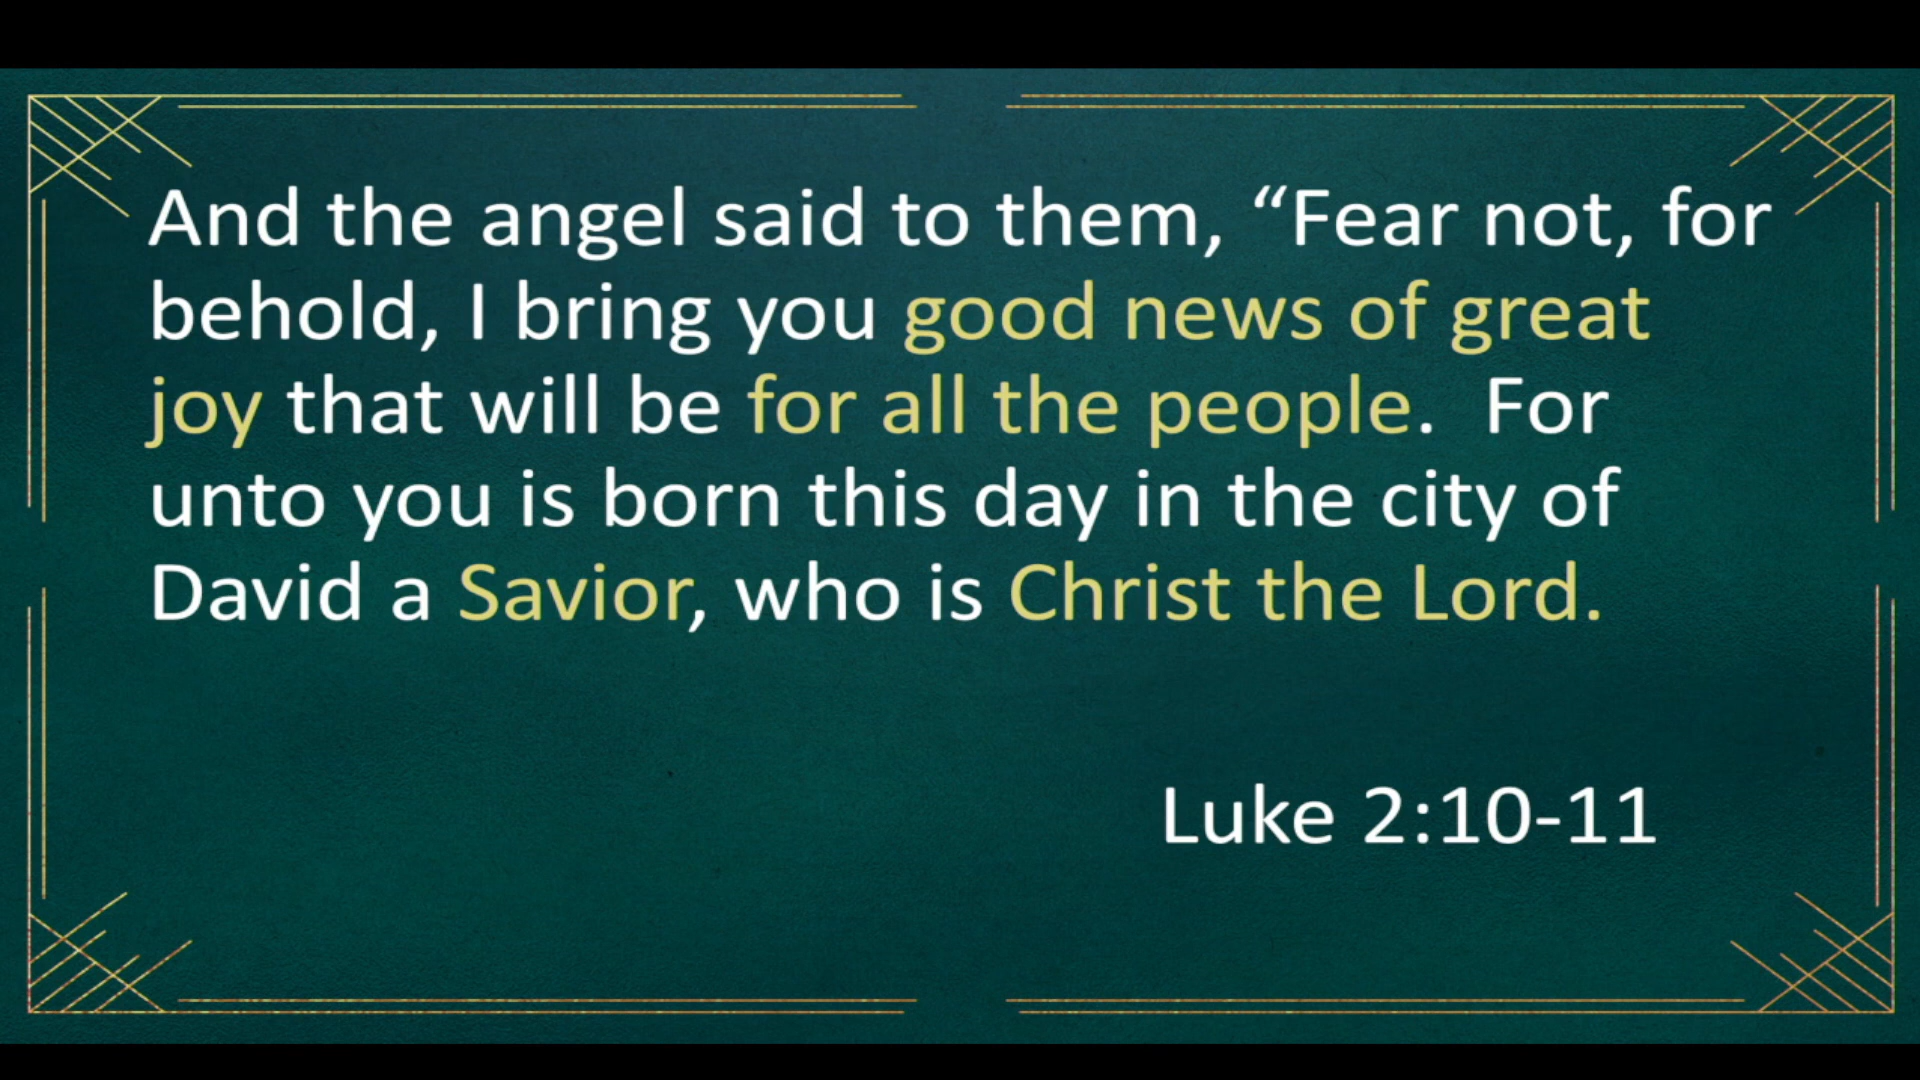 And the angel said to them, “Fear not, for
behold, I bring you good news of great
joy that will be for all the people.  For
unto you is born this day in the city of
David a Savior, who is Christ the Lord.
Luke 2:10-11